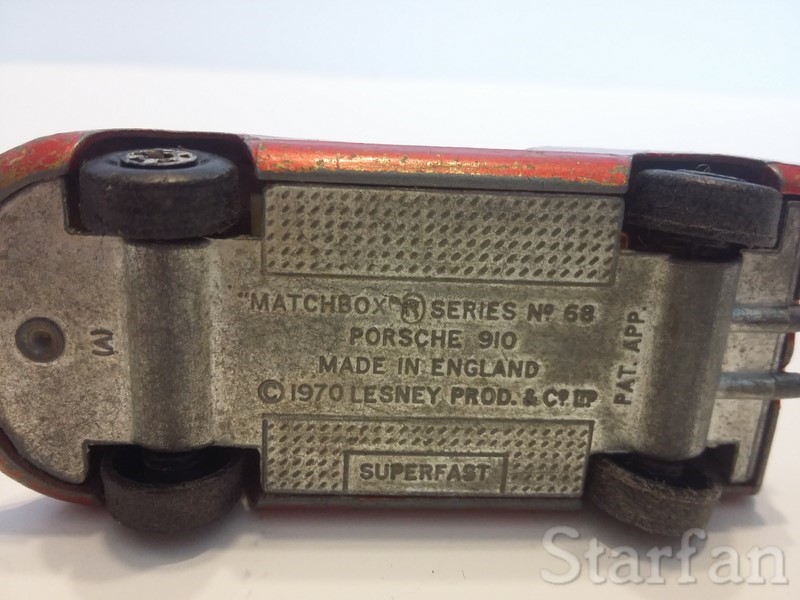 "MATCHBOX" ® SERIES Nº 68
PORSCHE 910
MADE IN ENGLAND
© 1970 LESNEY PROD. & Cº. LTD
PAT. APP.
M
SUPERFAST
Starfan